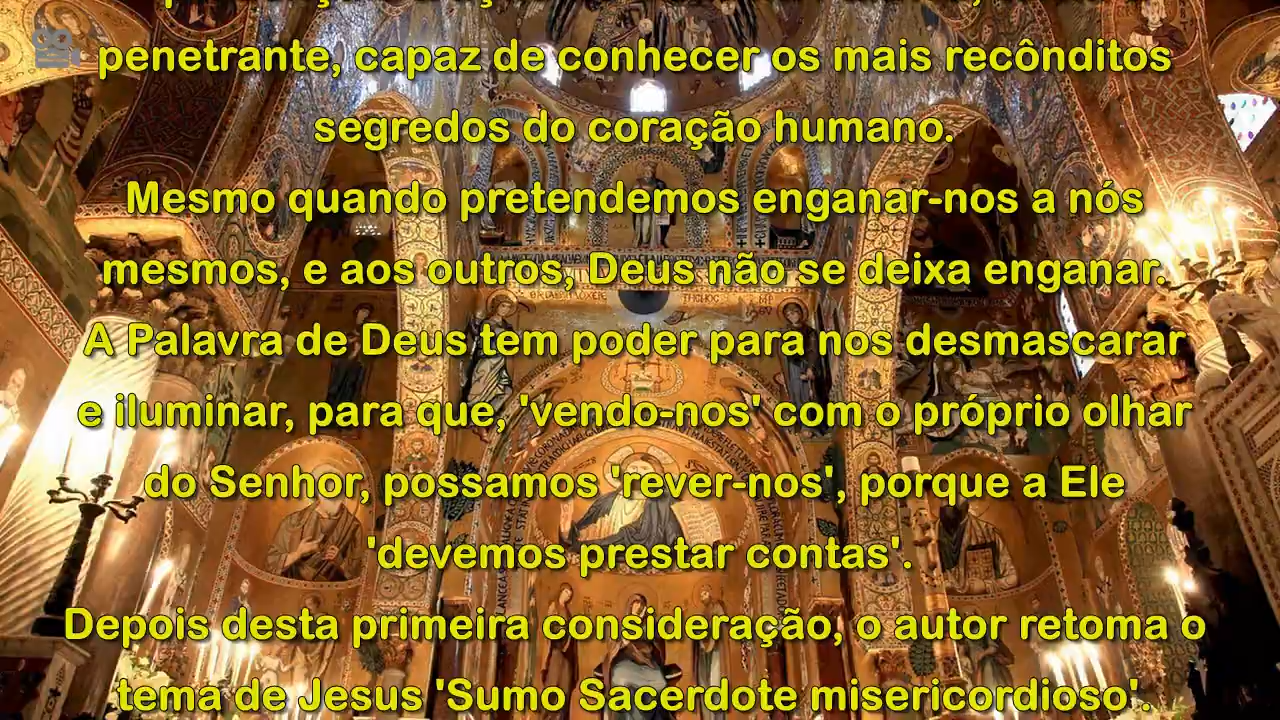 penetrante, capaz de conhecer os mais recônditos
segredos do coração humano.
Mesmo quando pretendemos enganar-nos a nós
mesmos, e aos outros, Deus não se deixa enganar.
A Palavra de Deus tem poder para nos desmascarar
e iluminar, para que, 'vendo-nos' com o próprio olhar
do Senhor, possamos 'rever-nos', porque a Ele
'devemos prestar contas'.
Depois desta primeira consideração, o autor retoma o
tema de Jesus 'Sumo Sacerdote misericordioso'.